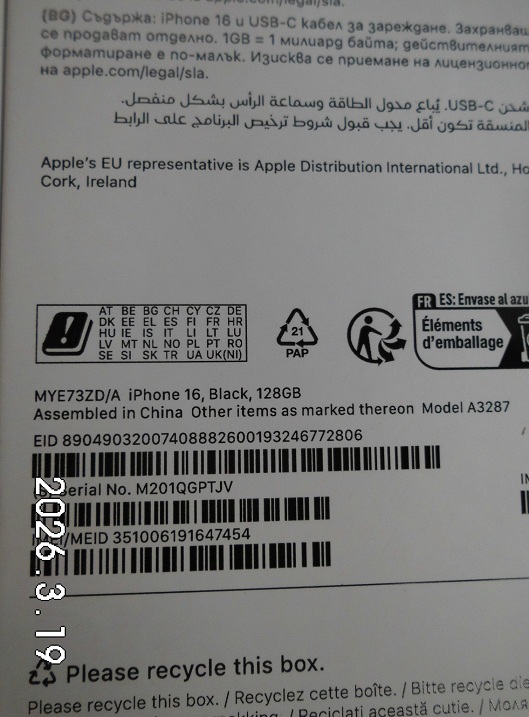 (BG) Съдържа: iPhone 16 и USB-C кабел за зареждане. Захранващ
се продават отделно. 1GB = 1 милиард байта; действителният
форматиране е по-малък. Изисква се приемане на лицензионно
на apple.com/legal/sla.
شحن USB-C. يُباع محول الطاقة وسماعة الرأس بشكل منفصل.
المنسقة تكون أقل. يجب قبول شروط ترخيص البرنامج على الرابط
Apple's EU representative is Apple Distribution International Ltd., Ho
Cork, Ireland
AT BE BG CH CY CZ DE
DK EE EL ES FI FR HR
HU IE IS IT LI LT LU
LV MT NL NO PL PT RO
SE SI SK TR UA UK(NI)
21
PAP
FR ES: Envase al azu
Éléments
d'emballage
MYE73ZD/A iPhone 16, Black, 128GB
Assembled in China Other items as marked thereon Model A3287
EID 89049032007408882600193246772806
Serial No. M201QGPTJV
/MEID 351006191647454
2026.3.19
Please recycle this box.
Please recycle this box. / Recyclez cette boîte. / Bitte recycle die
/ Reciclați această cutie. / Моля